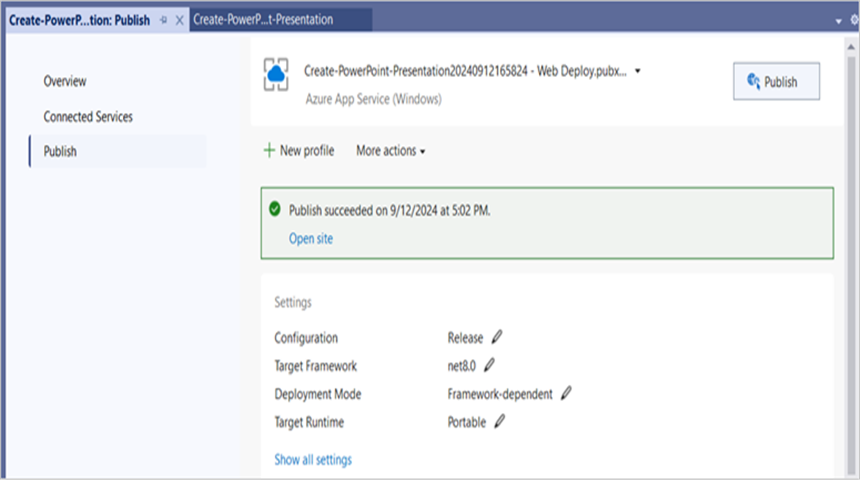 Create-PowerP...tion: Publish
Create-PowerP...t-Presentation
Overview
Connected Services
Publish
Create-PowerPoint-Presentation20240912165824 - Web Deploy.pubx...
Azure App Service (Windows)
Publish
New profile
More actions
Publish succeeded on 9/12/2024 at 5:02 PM.
Open site
Settings
Configuration Release
Target Framework net8.0
Deployment Mode Framework-dependent
Target Runtime Portable
Show all settings